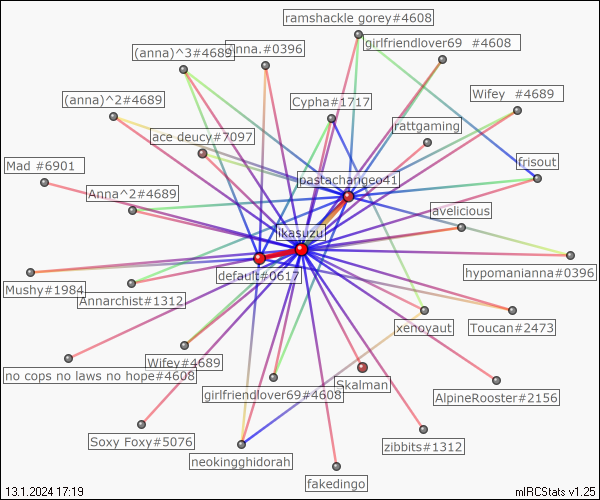 ramshackle gorey#4608
(anna)^3#4689
anna.#0396
girlfriendlover69 #4608
(anna)^2#4689
Cypha#1717
Wifey #4689
ace deucy#7097
rattgaming
Mad #6901
frisout
pastachangeo41
Anna^2#4689
avelicious
ikasuzu
default#0617
hypomanianna#0396
Mushy#1984
Annarchist#1312
xenoyaut
Toucan#2473
Wifey#4689
no cops no laws no hope#4608
Skalman
girlfriendlover69#4608
AlpineRooster#2156
Soxy Foxy#5076
zibbits#1312
neokingghidorah
fakedingo
13.1.2024 17:19
mIRCStats v1.25